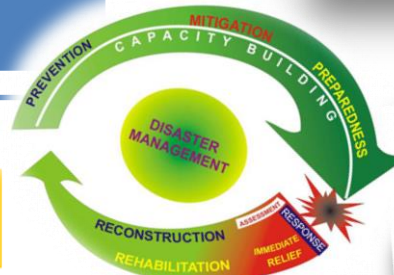 PREVENTION
MITIGATION
PREPAREDNESS
CAPACITY BUILDING
DISASTER
MANAGEMENT
ASSESSMENT
RESPONSE
IMMEDIATE
RELIEF
RECONSTRUCTION
REHABILITATION